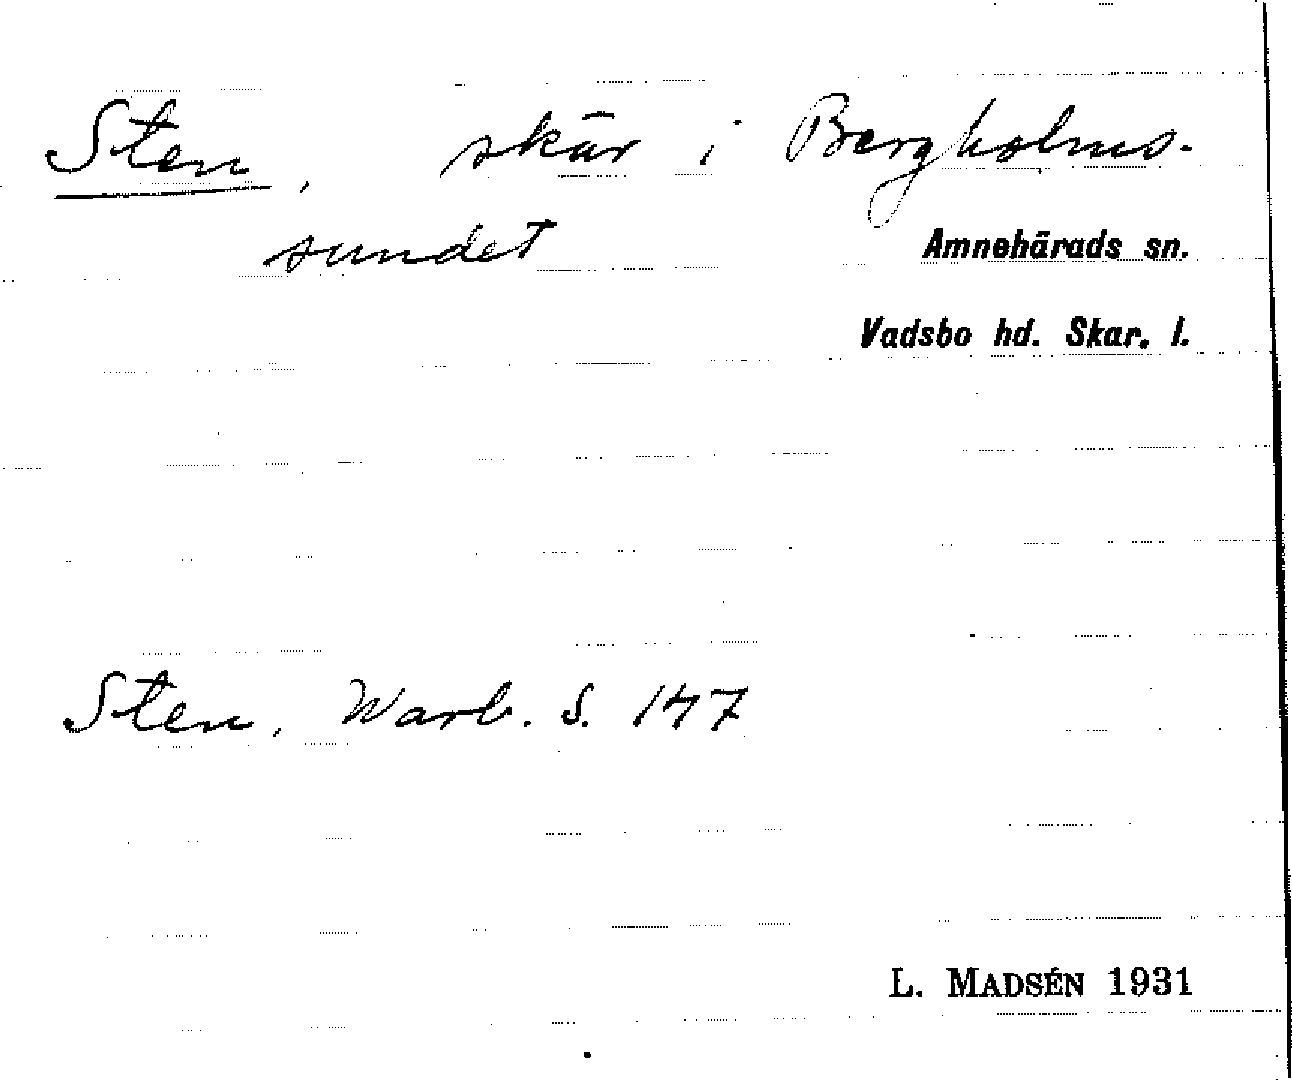 Sten, skär i Bergholms-
sundet
Amnehärads sn.
Vadsbo hd. Skar. l.
Sten, Warb. S. 147
L. MADSÉN 1931